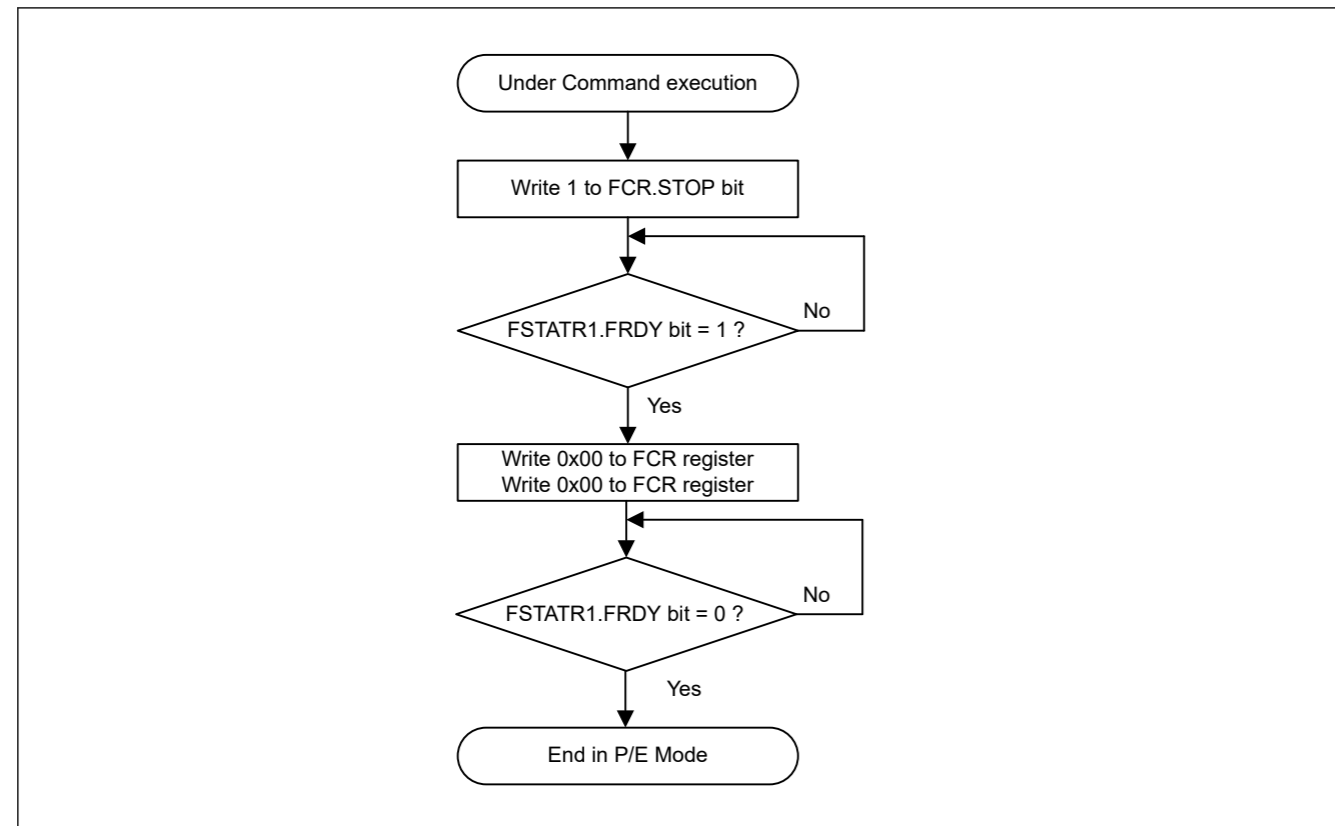 Under Command execution
Write 1 to FCR.STOP bit
FSTATR1.FRDY bit = 1 ?
No
Yes
Write 0x00 to FCR register
Write 0x00 to FCR register
FSTATR1.FRDY bit = 0 ?
No
Yes
End in P/E Mode